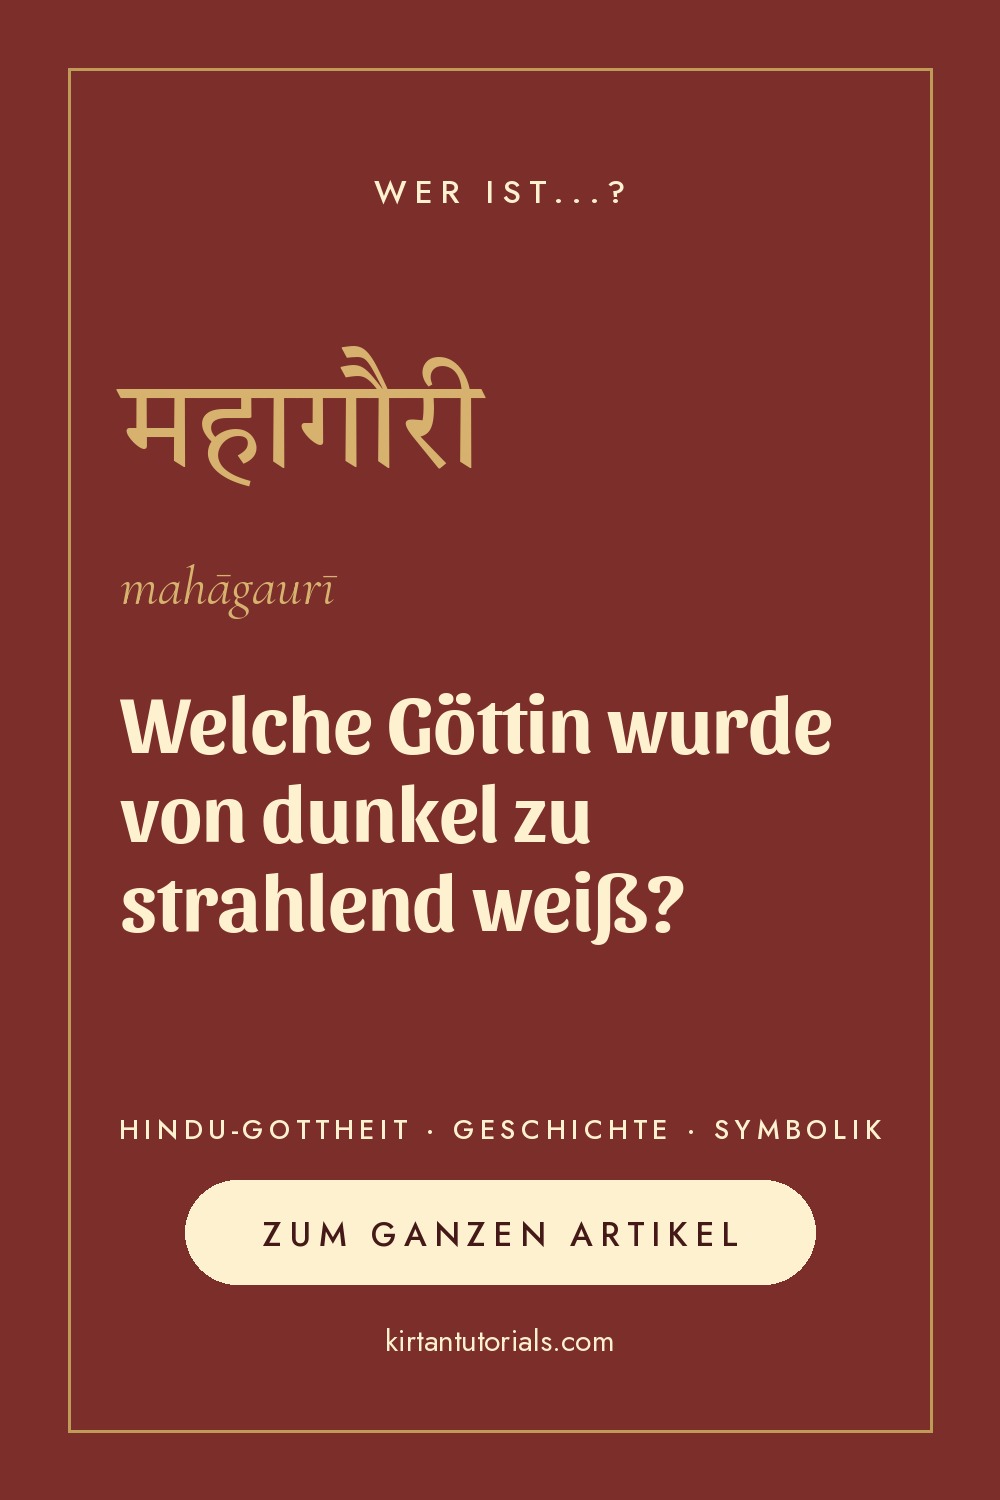 WER IST...?
महागौरी
mahāgaurī
Welche Göttin wurde
von dunkel zu
strahlend weiß?
HINDU-GOTTHEIT · GESCHICHTE · SYMBOLIK
ZUM GANZEN ARTIKEL
kirtantutorials.com